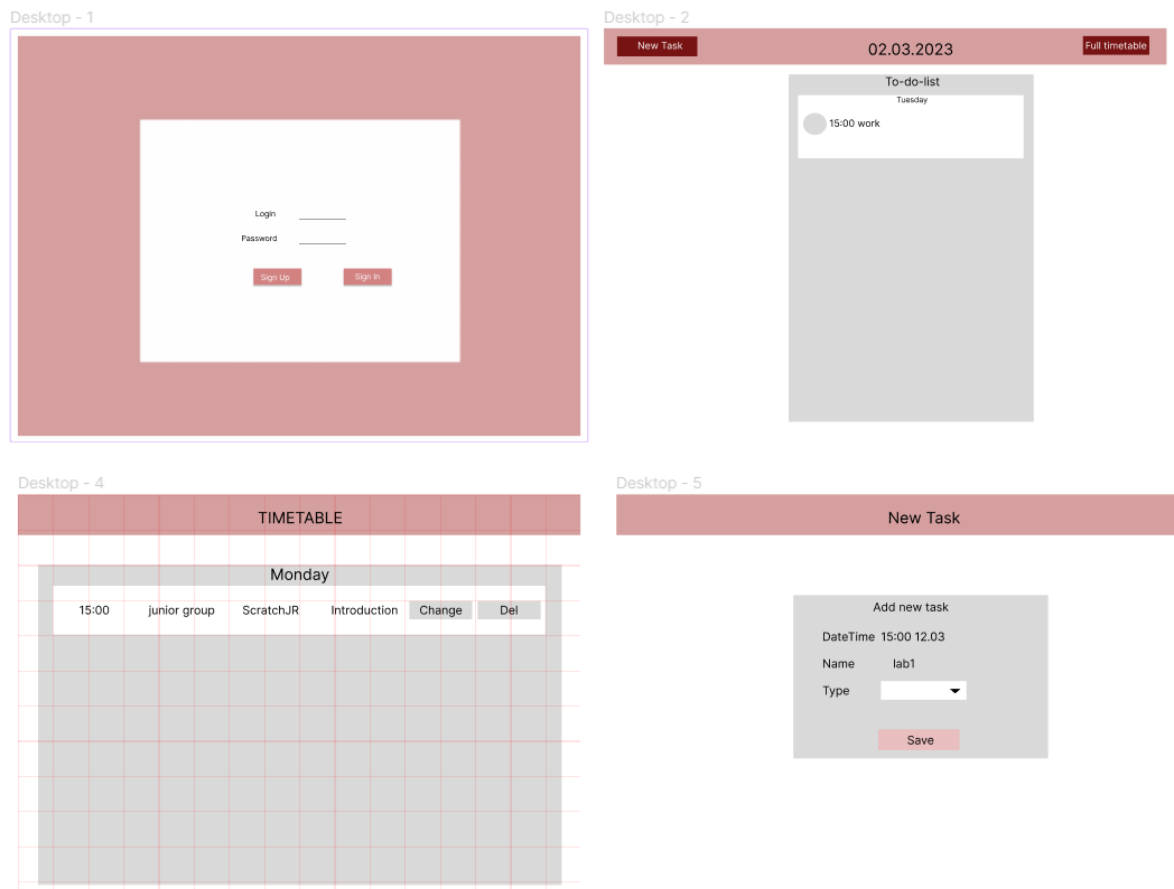 Desktop - 1
Login
Password
Sign Up Sign In
Desktop - 2
New Task 02.03.2023 Full timetable
To-do-list
Tuesday
15:00 work
Desktop - 4
TIMETABLE
Monday
15:00 junior group ScratchJR Introduction Change Del
Desktop - 5
New Task
Add new task
DateTime 15:00 12.03
Name lab1
Type
Save